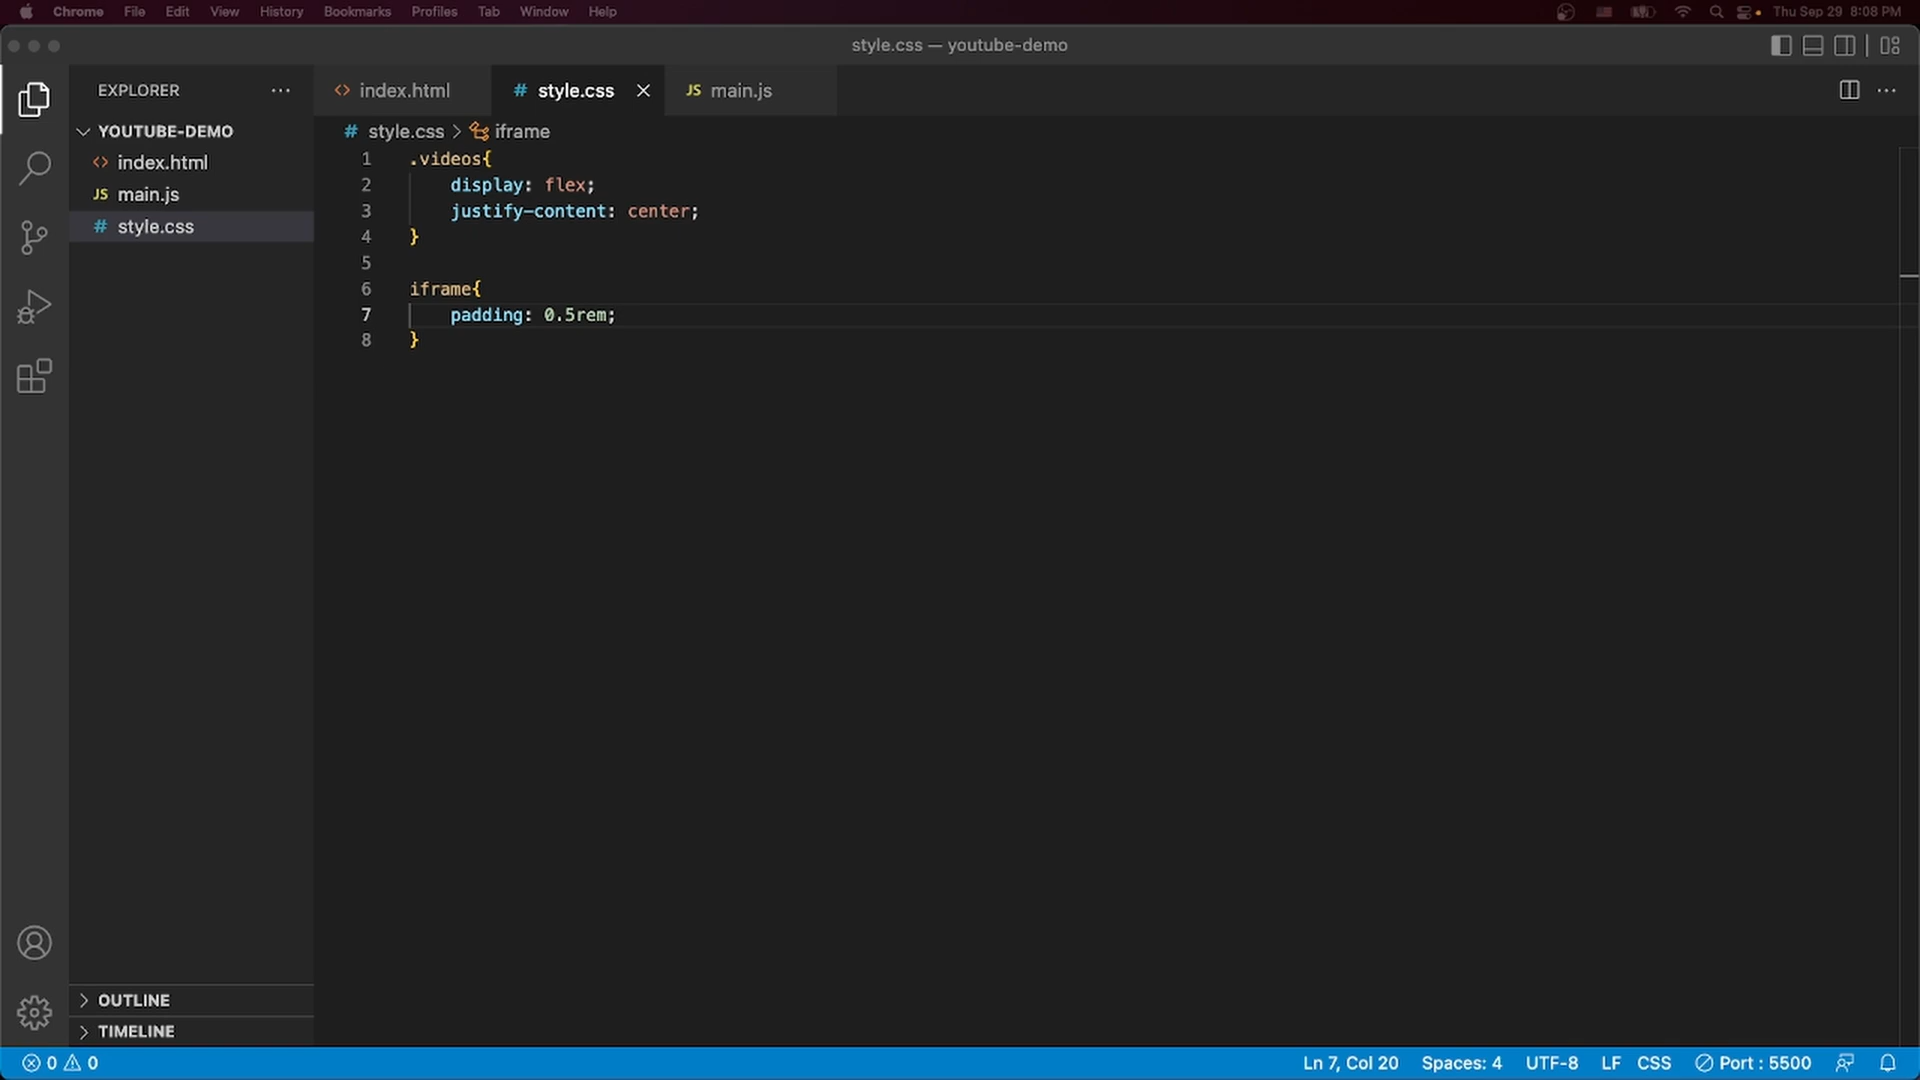 Chrome File Edit View History Bookmarks Profiles Tab Window Help Thu Sep 29 8:08 PM
style.css — youtube-demo
EXPLORER
index.html
style.css
JS main.js
YOUTUBE-DEMO
index.html
JS main.js
# style.css
# style.css > iframe
1 .videos{
2 display: flex;
3 justify-content: center;
4 }
5
6 iframe{
7 padding: 0.5rem;
8 }
OUTLINE
TIMELINE
0 0 Ln 7, Col 20 Spaces: 4 UTF-8 LF CSS Port : 5500